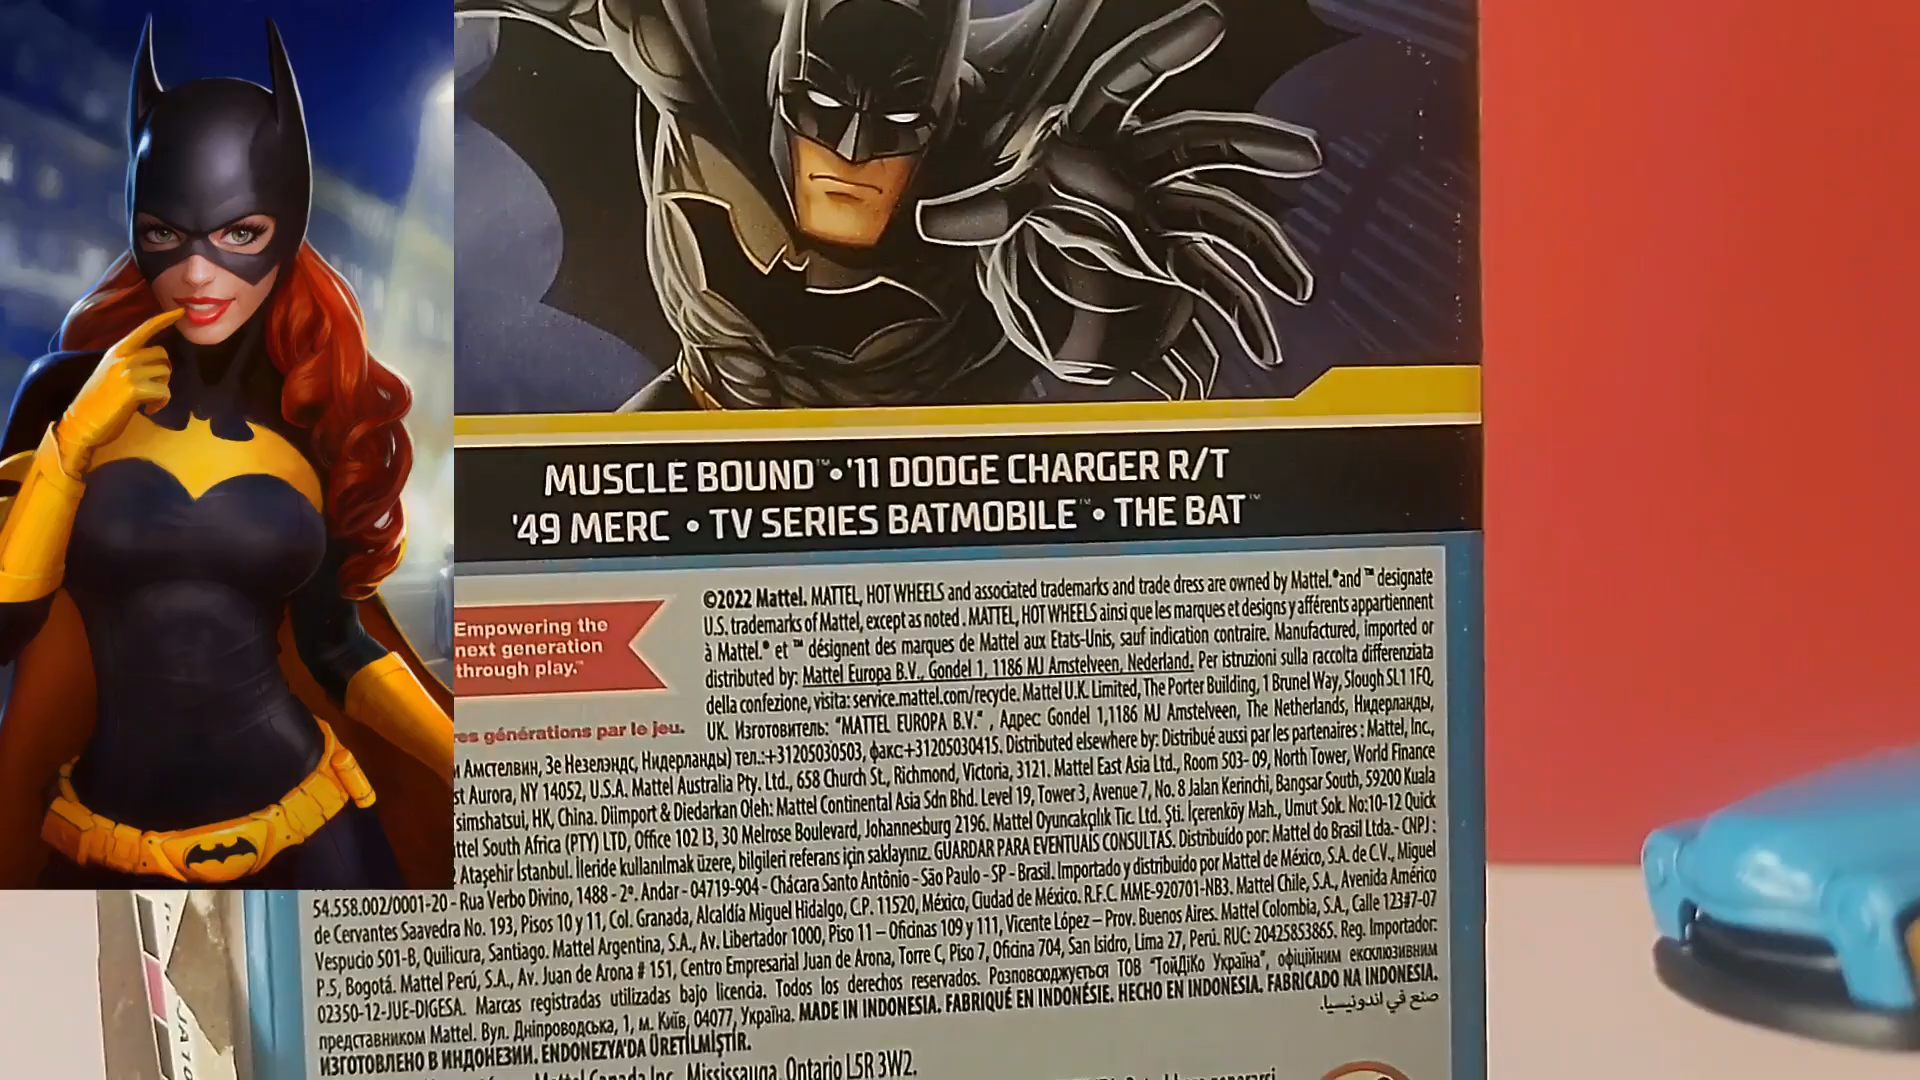 MUSCLE BOUND™•'11 DODGE CHARGER R/T
'49 MERC • TV SERIES BATMOBILE™• THE BAT™
Empowering the
next generation
through play.™
res générations par le jeu.
©2022 Mattel. MATTEL, HOT WHEELS and associated trademarks and trade dress are owned by Mattel.® and ™ designate
U.S. trademarks of Mattel, except as noted . MATTEL, HOT WHEELS ainsi que les marques et designs y afférents appartiennent
à Mattel.® et ™ désignent des marques de Mattel aux Etats-Unis, sauf indication contraire. Manufactured, imported or
distributed by: Mattel Europa B.V., Gondel 1, 1186 MJ Amstelveen, Nederland. Per istruzioni sulla raccolta differenziata
della confezione, visita: service.mattel.com/recycle. Mattel U.K. Limited, The Porter Building, 1 Brunel Way, Slough SL1 1FQ,
UK. Изготовитель: “MATTEL EUROPA B.V.” , Адрес: Gondel 1,1186 MJ Amstelveen, The Netherlands, Нидерланды,
Амстелвин, Зе Незелэндс, Нидерланды) тел.:+31205030503, факс:+31205030415. Distributed elsewhere by: Distribué aussi par les partenaires : Mattel, Inc.,
st Aurora, NY 14052, U.S.A. Mattel Australia Pty. Ltd., 658 Church St., Richmond, Victoria, 3121. Mattel East Asia Ltd., Room 503- 09, North Tower, World Finance
simshatsui, HK, China. Diimport & Diedarkan Oleh: Mattel Continental Asia Sdn Bhd. Level 19, Tower 3, Avenue 7, No. 8 Jalan Kerinchi, Bangsar South, 59200 Kuala
ttel South Africa (PTY) LTD, Office 102 I3, 30 Melrose Boulevard, Johannesburg 2196. Mattel Oyuncakçılık Tic. Ltd. Şti. İçerenköy Mah., Umut Sok. No:10-12 Quick
Ataşehir İstanbul. İleride kullanılmak üzere, bilgileri referans için saklayınız. GUARDAR PARA EVENTUAIS CONSULTAS. Distribuído por: Mattel do Brasil Ltda.- CNPJ :
54.558.002/0001-20 - Rua Verbo Divino, 1488 - 2º. Andar - 04719-904 - Chácara Santo Antônio - São Paulo - SP - Brasil. Importado y distribuido por Mattel de México, S.A. de C.V., Miguel
de Cervantes Saavedra No. 193, Pisos 10 y 11, Col. Granada, Alcaldía Miguel Hidalgo, C.P. 11520, México, Ciudad de México. R.F.C. MME-920701-NB3. Mattel Chile, S.A., Avenida Américo
Vespucio 501-B, Quilicura, Santiago. Mattel Argentina, S.A., Av. Libertador 1000, Piso 11 – Oficinas 109 y 111, Vicente López – Prov. Buenos Aires. Mattel Colombia, S.A., Calle 123#7-07
P.5, Bogotá. Mattel Perú, S.A., Av. Juan de Arona # 151, Centro Empresarial Juan de Arona, Torre C, Piso 7, Oficina 704, San Isidro, Lima 27, Perú. RUC: 20425853865. Reg. Importador:
02350-12-JUE-DIGESA. Marcas registradas utilizadas bajo licencia. Todos los derechos reservados. Розповсюджується ТОВ “ТойДіКо Україна”, офіційним ексклюзивним
представником Mattel. Вул. Дніпроводська, 1, м. Київ, 04077, Україна. MADE IN INDONESIA. FABRIQUÉ EN INDONÉSIE. HECHO EN INDONESIA. FABRICADO NA INDONESIA.
ИЗГОТОВЛЕНО В ИНДОНЕЗИИ. ENDONEZYA'DA ÜRETİLMİŞTİR.
صنع في اندونيسيا.
Mattel Canada Inc., Mississauga, Ontario L5R 3W2.